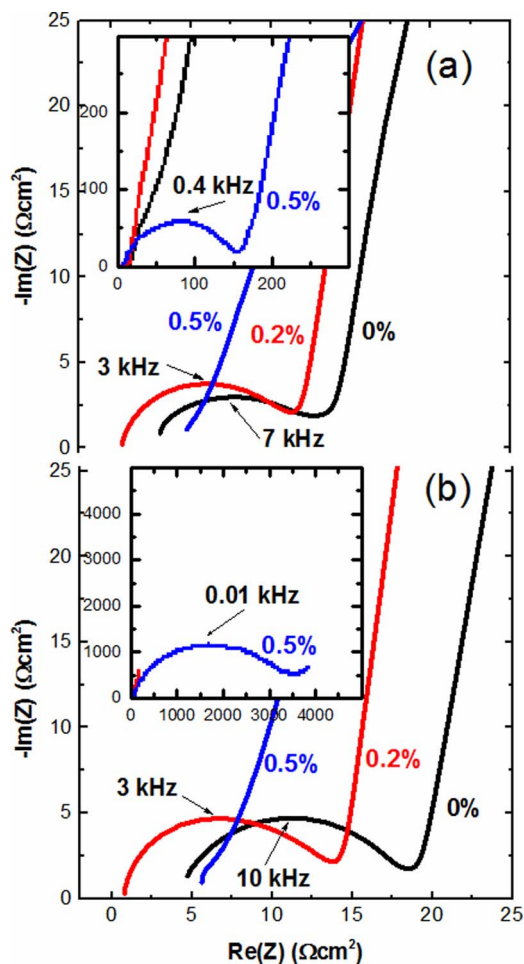 25
20
15
10
5
0
-Im(Z) (Ωcm2)
(a)
200
100
0
0 100 200
0.4 kHz
0.5%
0.5%
0.2%
0%
3 kHz
7 kHz
25
20
15
10
5
0
-Im(Z) (Ωcm2)
(b)
4000
3000
2000
1000
0
0 1000 2000 3000 4000
0.01 kHz
0.5%
0.5%
0.2%
0%
3 kHz
10 kHz
0 5 10 15 20 25
Re(Z) (Ωcm2)